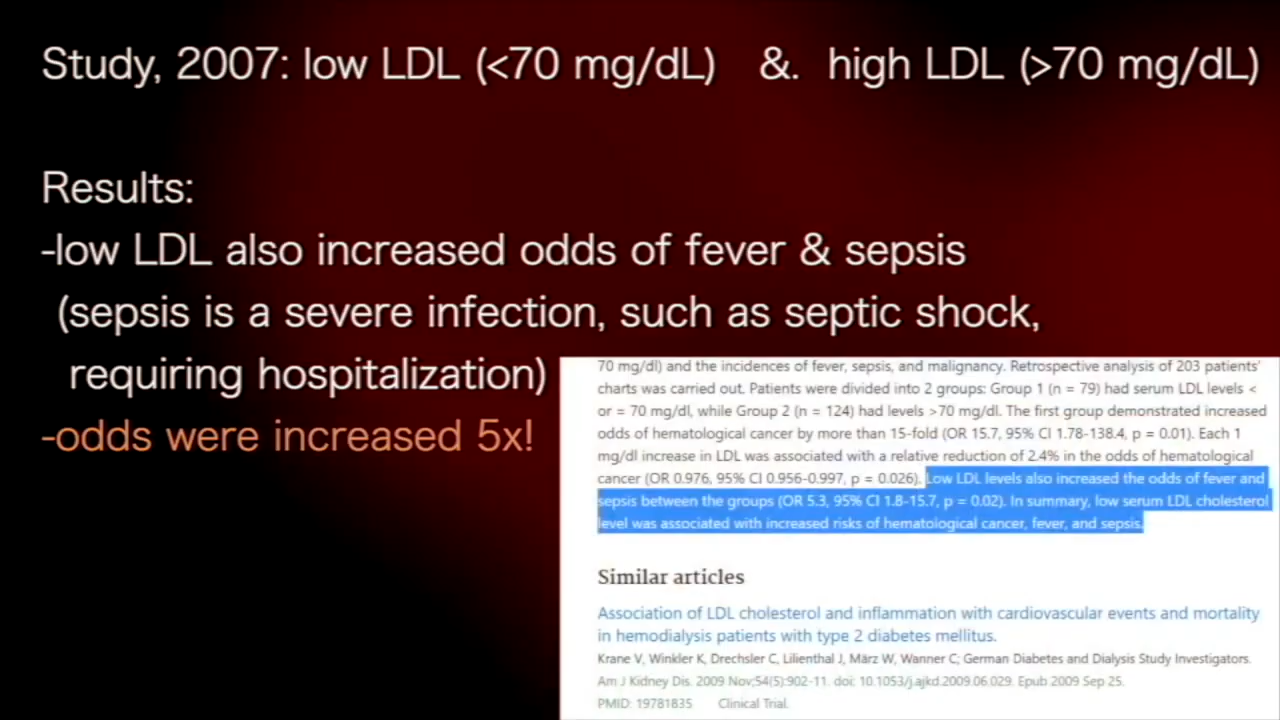 Study, 2007: low LDL (<70 mg/dL) &. high LDL (>70 mg/dL)
Results:
-low LDL also increased odds of fever & sepsis
(sepsis is a severe infection, such as septic shock,
requiring hospitalization)
-odds were increased 5x!
70 mg/dl) and the incidences of fever, sepsis, and malignancy. Retrospective analysis of 203 patients'
charts was carried out. Patients were divided into 2 groups: Group 1 (n = 79) had serum LDL levels <
or = 70 mg/dl, while Group 2 (n = 124) had levels >70 mg/dl. The first group demonstrated increased
odds of hematological cancer by more than 15-fold (OR 15.7, 95% CI 1.78-138.4, p = 0.01). Each 1
mg/dl increase in LDL was associated with a relative reduction of 2.4% in the odds of hematological
cancer (OR 0.976, 95% CI 0.956-0.997, p = 0.026). Low LDL levels also increased the odds of fever and
sepsis between the groups (OR 5.3, 95% CI 1.8-15.7, p = 0.02). In summary, low serum LDL cholesterol
level was associated with increased risks of hematological cancer, fever, and sepsis.
Similar articles
Association of LDL cholesterol and inflammation with cardiovascular events and mortality
in hemodialysis patients with type 2 diabetes mellitus.
Krane V, Winkler K, Drechsler C, Lilienthal J, März W, Wanner C; German Diabetes and Dialysis Study Investigators.
Am J Kidney Dis. 2009 Nov;54(5):902-11. doi: 10.1053/j.ajkd.2009.06.029. Epub 2009 Sep 25.
PMID: 19781835 Clinical Trial.